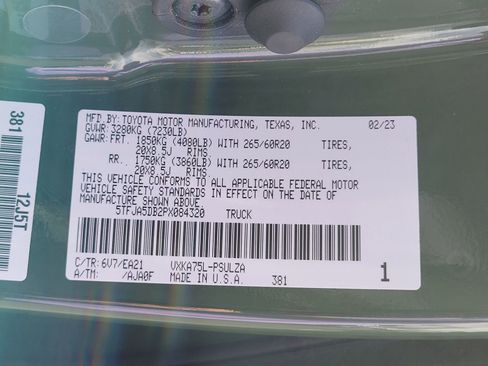 MFD.BY:TOYOTA MOTOR MANUFACTURING, TEXAS, INC. 02/23
GVWR: 3280KG (7230LB)
GAWR:FRT. 1850KG (4080LB) WITH 265/60R20 TIRES,
20X8.5J RIMS
RR.. 1750KG (3860LB) WITH 265/60R20 TIRES,
20X8.5J RIMS
THIS VEHICLE CONFORMS TO ALL APPLICABLE FEDERAL MOTOR
VEHICLE SAFETY STANDARDS IN EFFECT ON THE DATE OF
MANUFACTURE SHOWN ABOVE.
5TFJA5DB2PX084320 TRUCK
C/TR: 6V7/EA21 VXKA75L-PSULZA
A/TM: /AJA0F MADE IN U.S.A. 381 1
381 12J5T